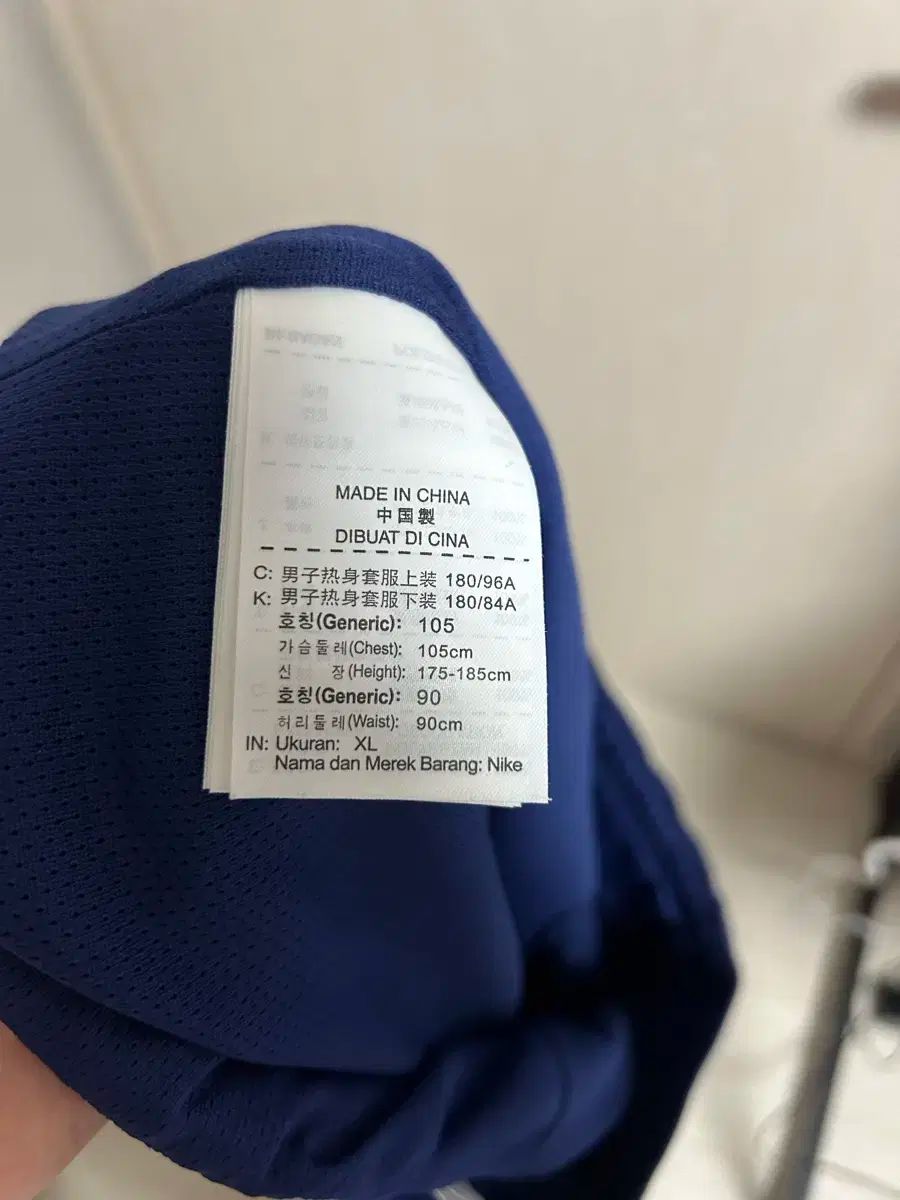 MADE IN CHINA
中国製
DIBUAT DI CINA
C: 男子热身套服上装 180/96A
K: 男子热身套服下装 180/84A
호칭(Generic): 105
가슴둘레(Chest): 105cm
신 장(Height): 175-185cm
호칭(Generic): 90
허리둘레(Waist): 90cm
IN: Ukuran: XL
Nama dan Merek Barang: Nike